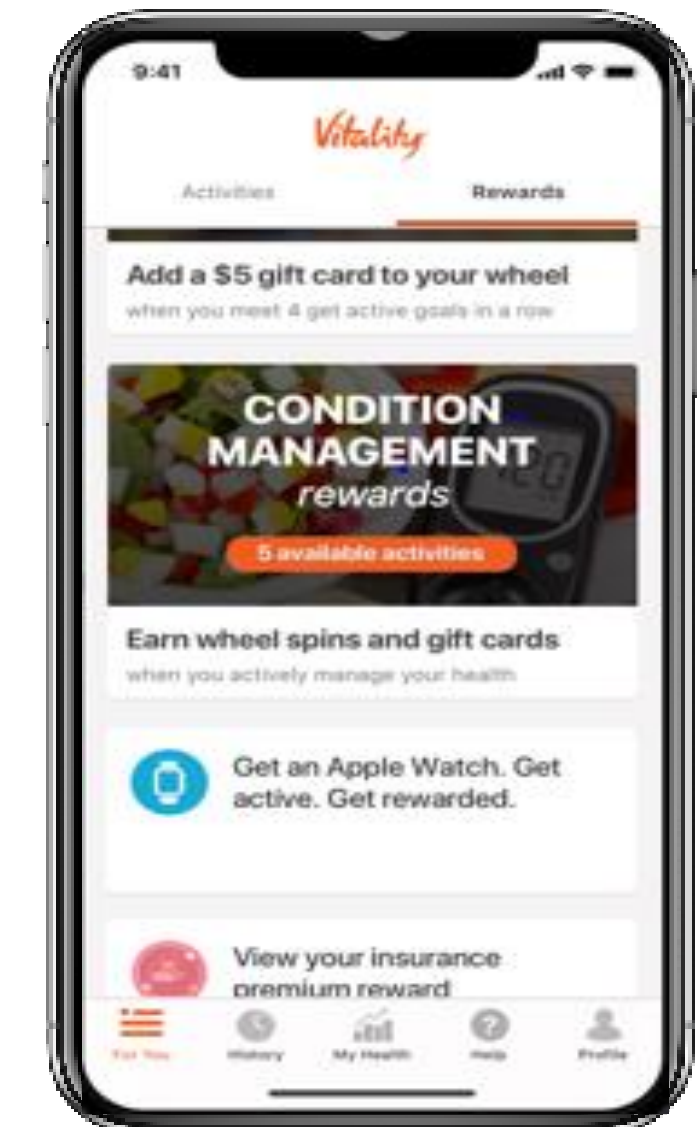 9:41
Vitality
Activities
Rewards
Add a $5 gift card to your wheel
when you meet 4 get active goals in a row
CONDITION
MANAGEMENT
rewards
120
5 available activities
Earn wheel spins and gift cards
when you actively manage your health
Get an Apple Watch. Get
active. Get rewarded.
View your insurance
premium reward
For You
History
My Health
Help
Profile